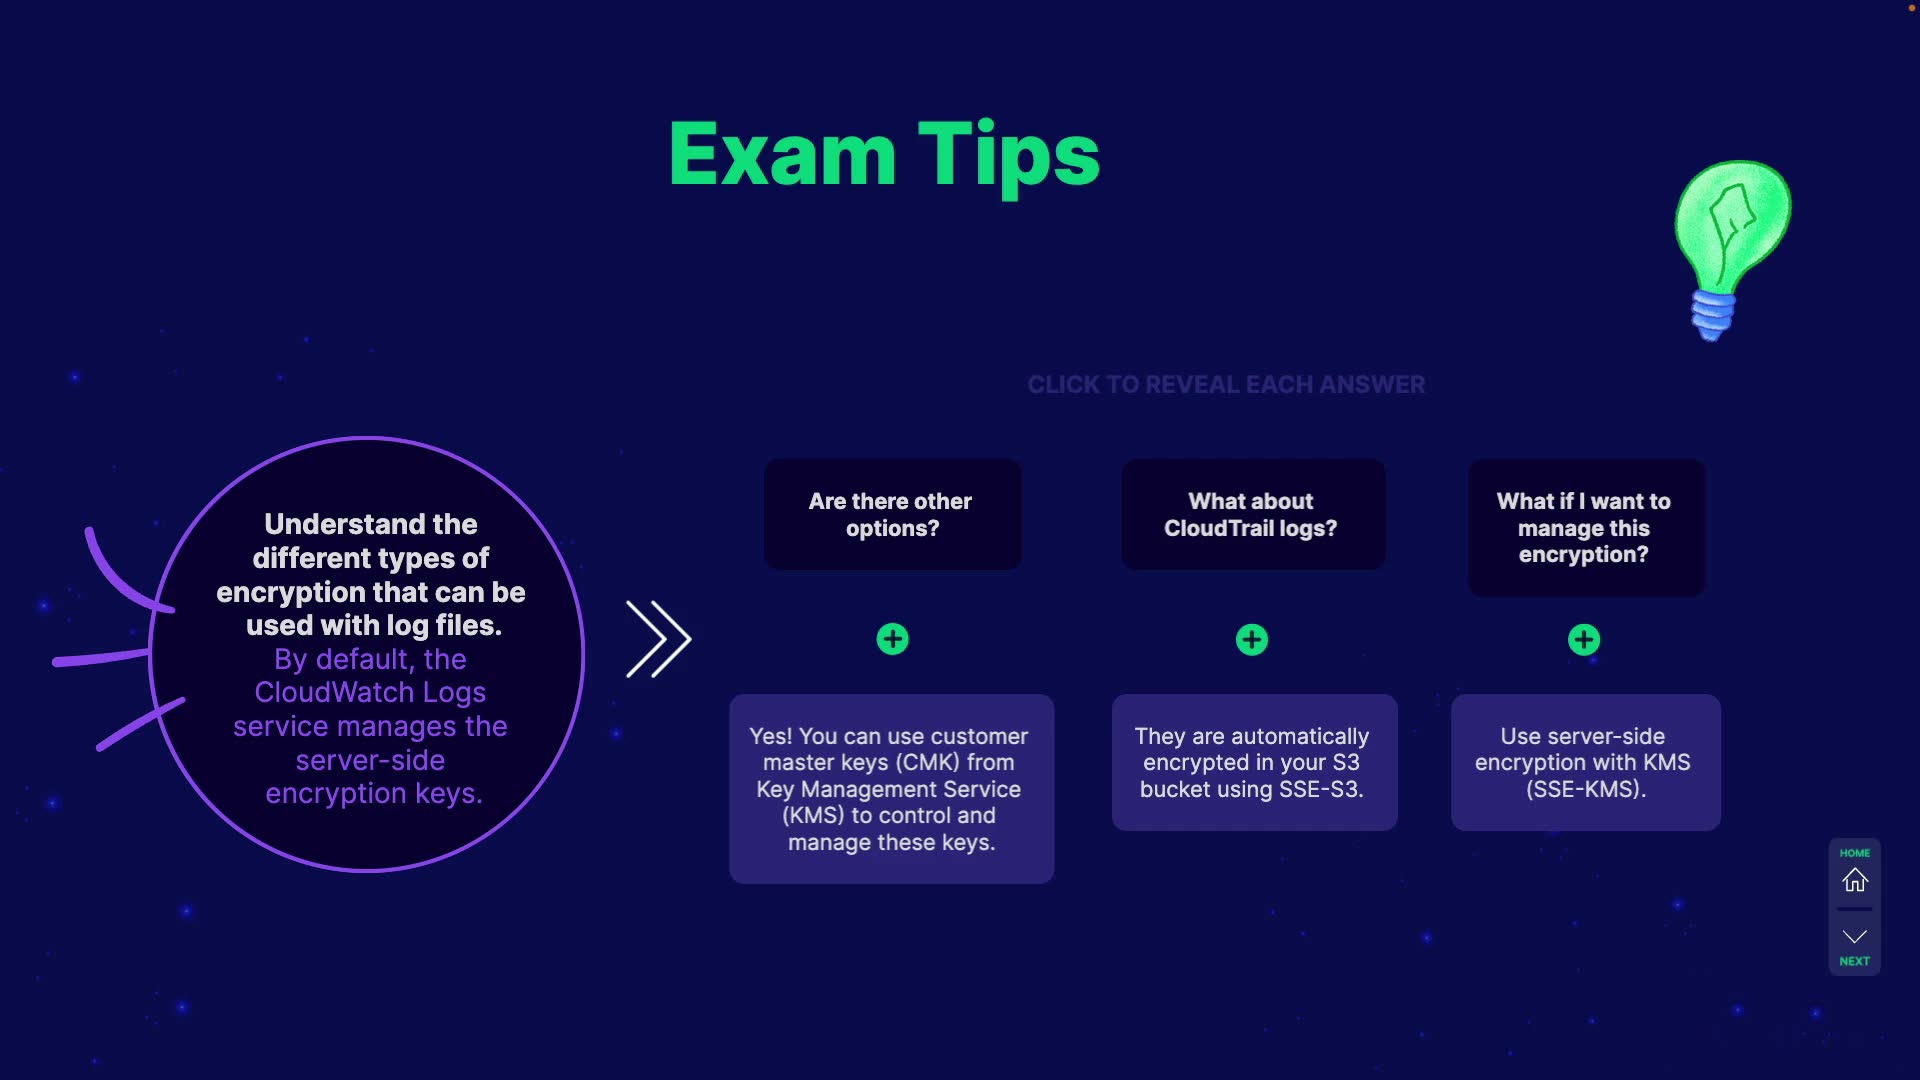 Exam Tips
CLICK TO REVEAL EACH ANSWER
Understand the
different types of
encryption that can be
used with log files.
By default, the
CloudWatch Logs
service manages the
server-side
encryption keys.
Are there other
options?
Yes! You can use customer
master keys (CMK) from
Key Management Service
(KMS) to control and
manage these keys.
What about
CloudTrail logs?
They are automatically
encrypted in your S3
bucket using SSE-S3.
What if I want to
manage this
encryption?
Use server-side
encryption with KMS
(SSE-KMS).
HOME
NEXT